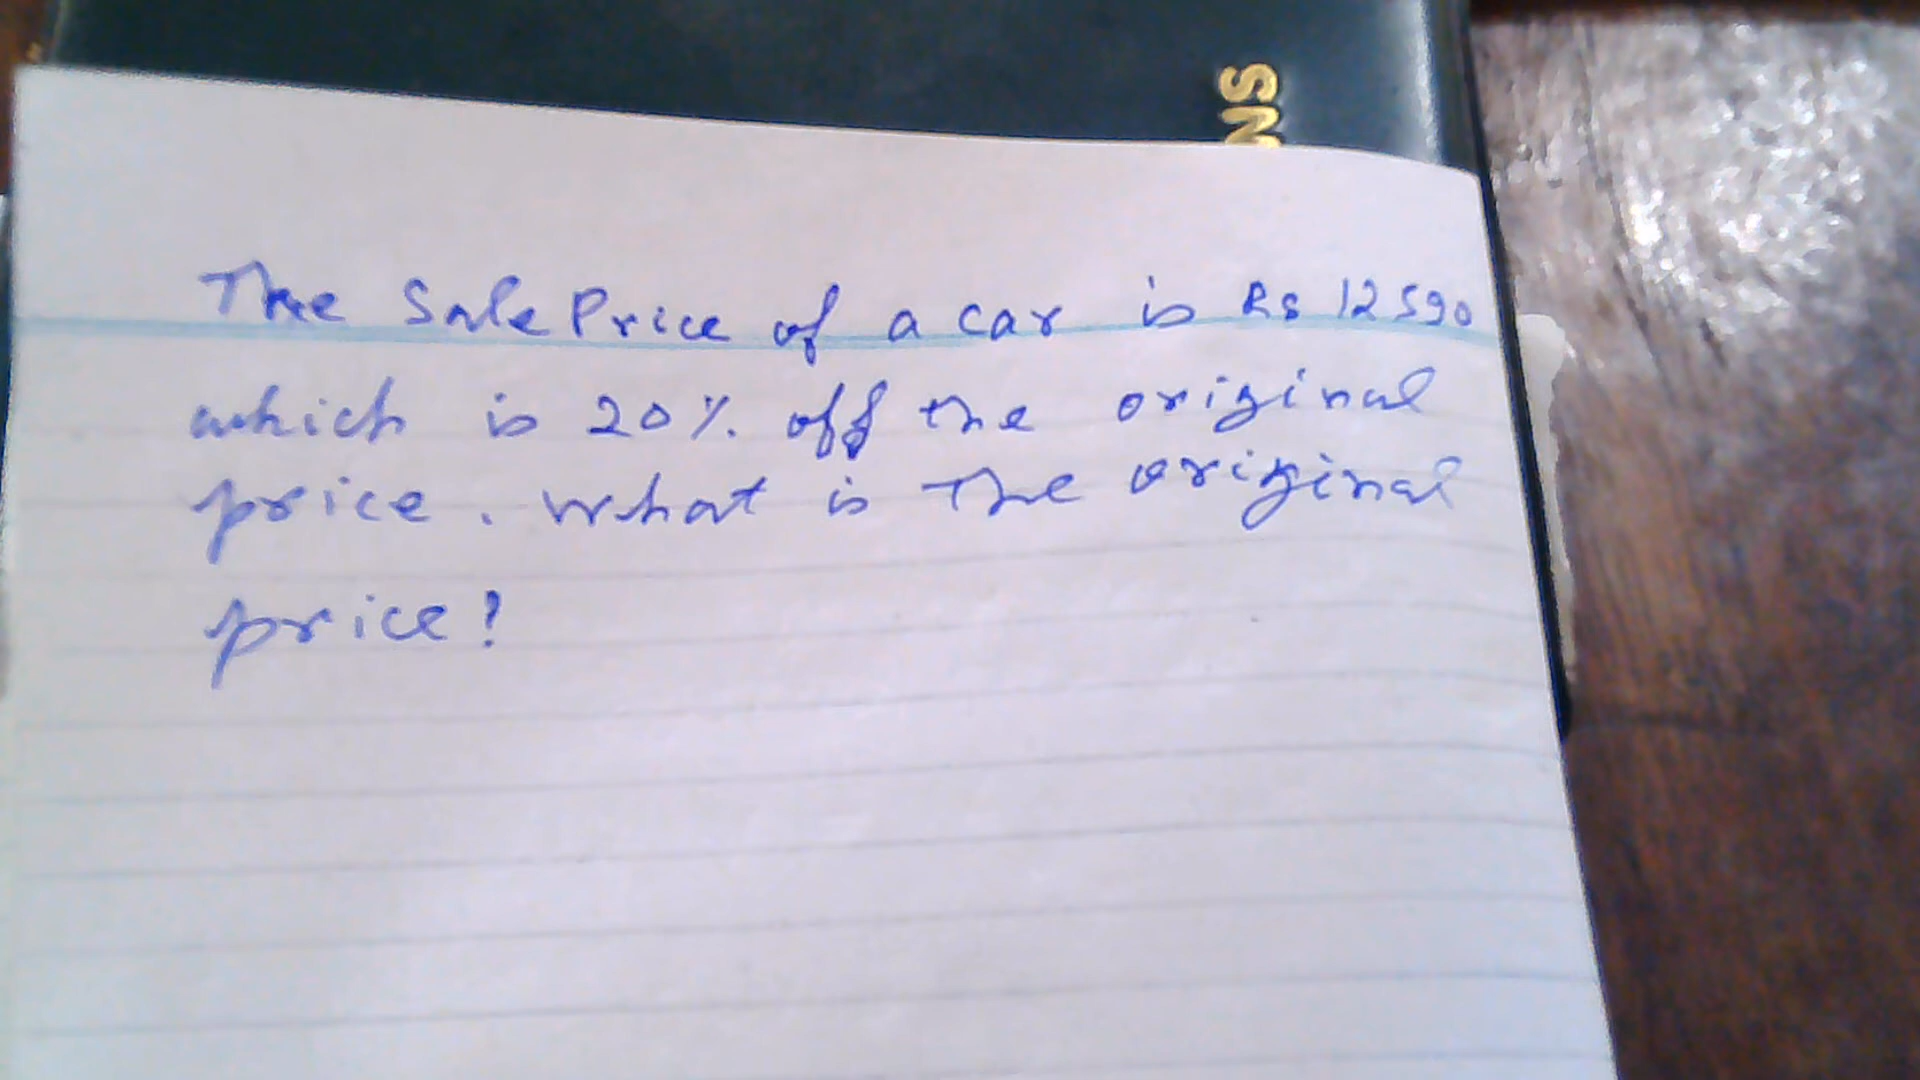 NS
The Sale Price of a car is Rs 12590
which is 20% off the original
price. What is the original
price?